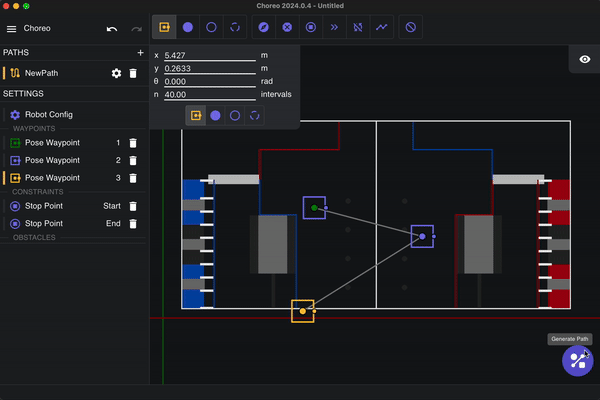 Choreo 2024.0.4 - Untitled
Choreo
PATHS
NewPath
SETTINGS
Robot Config
WAYPOINTS
Pose Waypoint 1
Pose Waypoint 2
Pose Waypoint 3
CONSTRAINTS
Stop Point Start
Stop Point End
OBSTACLES
x 5.427 m
y 0.2633 m
θ 0.000 rad
n 40.00 intervals
Generate Path